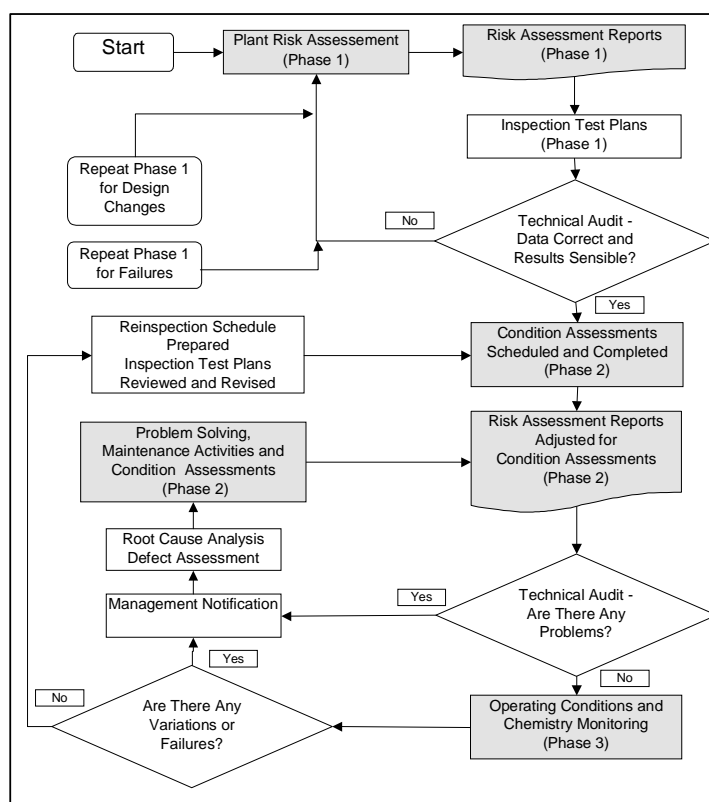 Start
Plant Risk Assessement
(Phase 1)
Risk Assessment Reports
(Phase 1)
Inspection Test Plans
(Phase 1)
Repeat Phase 1
for Design
Changes
No
Technical Audit -
Data Correct and
Results Sensible?
Repeat Phase 1
for Failures
Yes
Reinspection Schedule
Prepared
Inspection Test Plans
Reviewed and Revised
Condition Assessments
Scheduled and Completed
(Phase 2)
Problem Solving,
Maintenance Activities and
Condition Assessments
(Phase 2)
Risk Assessment Reports
Adjusted for
Condition Assessments
(Phase 2)
Root Cause Analysis
Defect Assessment
Management Notification
Yes
Technical Audit -
Are There Any
Problems?
Yes
No
No
Are There Any
Variations or
Failures?
Operating Conditions and
Chemistry Monitoring
(Phase 3)